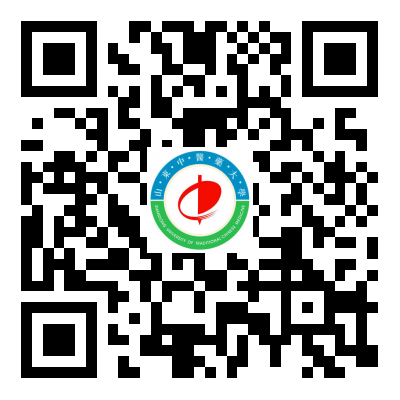 山·東·中·醫·藥·大·學
SHANDONG UNIVERSITY OF TRADITIONAL CHINESE MEDICINE